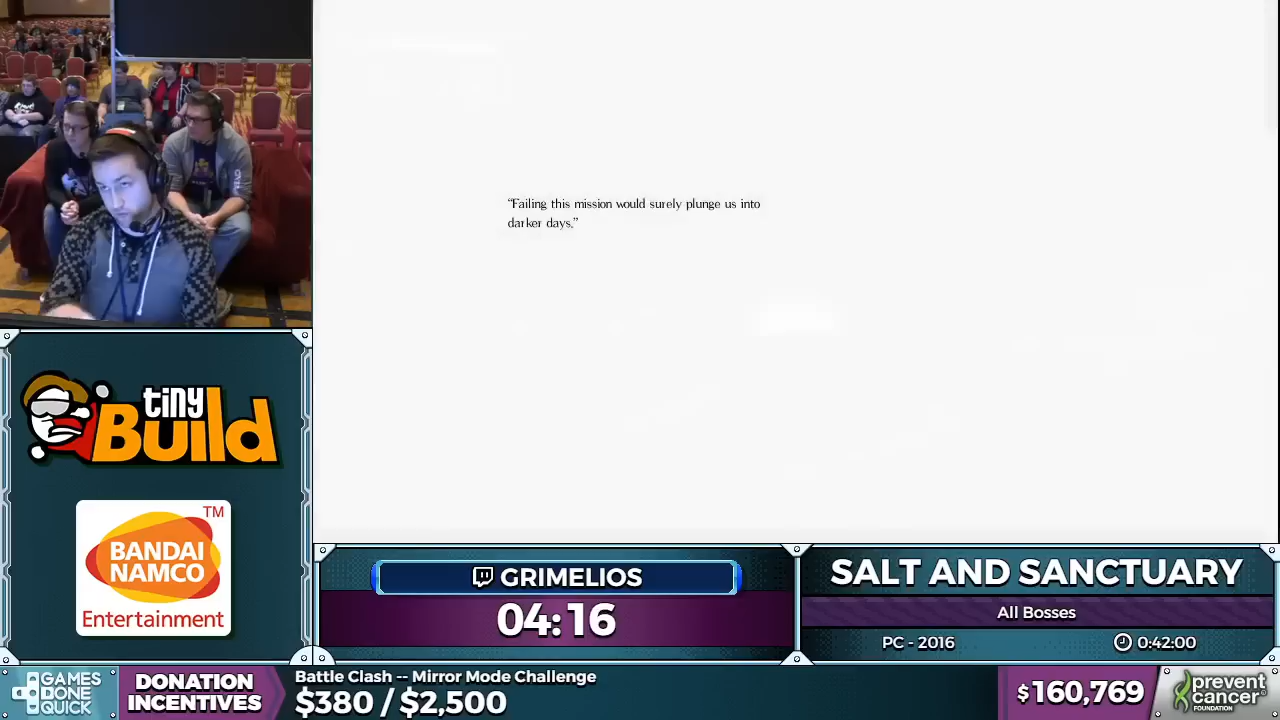 “Failing this mission would surely plunge us into
darker days.”
tiny
Build
TM
BANDAI
NAMCO
Entertainment
GRIMELIOS
04:16
SALT AND SANCTUARY
All Bosses
PC - 2016
0:42:00
GAMES
DONE
QUICK
DONATION
INCENTIVES
Battle Clash -- Mirror Mode Challenge
$380 / $2,500
$160,769
prevent
cancer
FOUNDATION